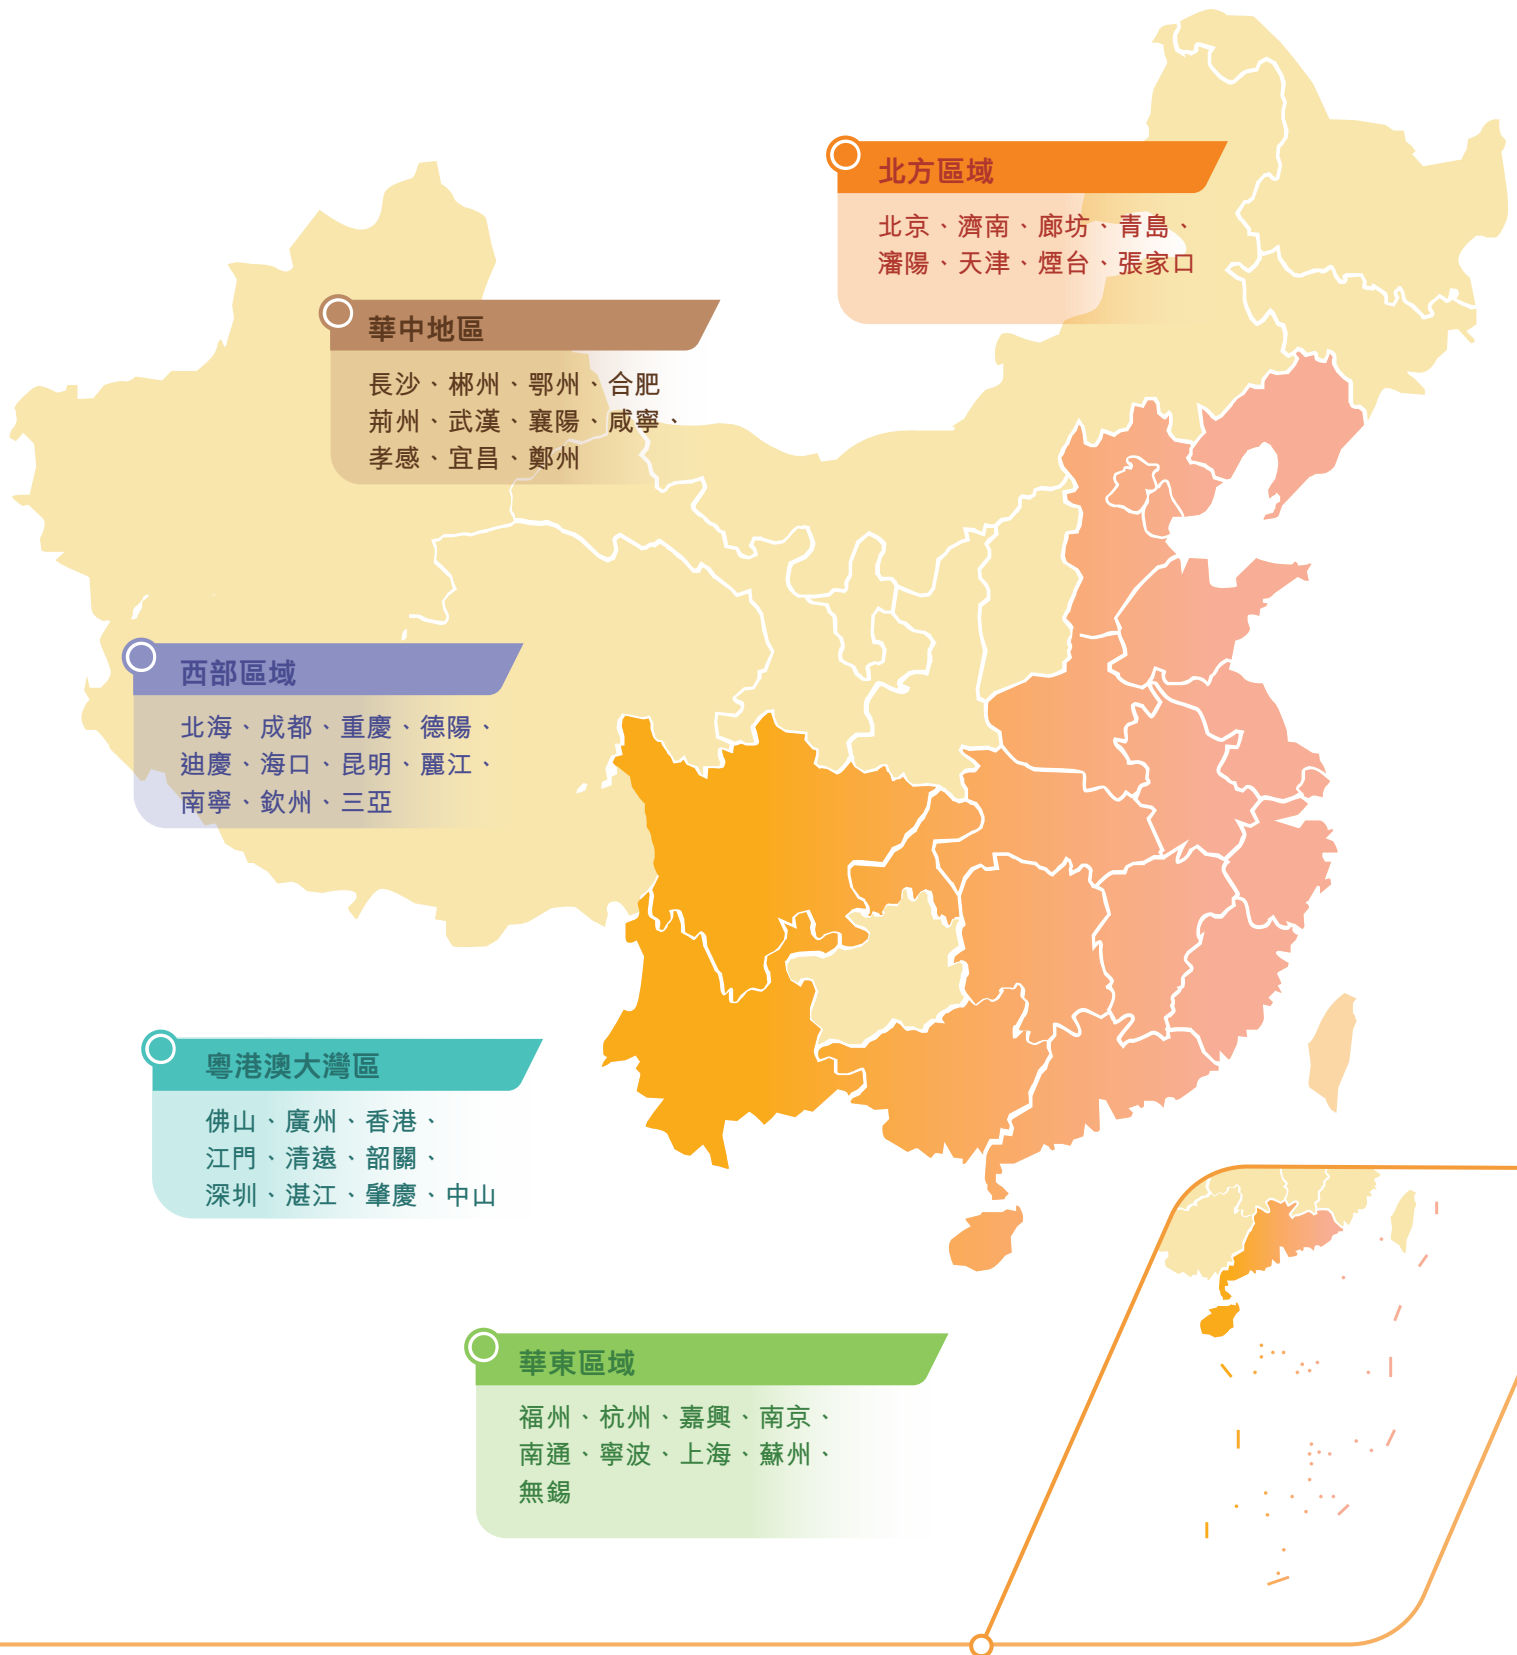 北方區域
北京、濟南、廊坊、青島、
瀋陽、天津、煙台、張家口
華中地區
長沙、郴州、鄂州、合肥
荊州、武漢、襄陽、咸寧、
孝感、宜昌、鄭州
西部區域
北海、成都、重慶、德陽、
迪慶、海口、昆明、麗江、
南寧、欽州、三亞
粵港澳大灣區
佛山、廣州、香港、
江門、清遠、韶關、
深圳、湛江、肇慶、中山
華東區域
福州、杭州、嘉興、南京、
南通、寧波、上海、蘇州、
無錫